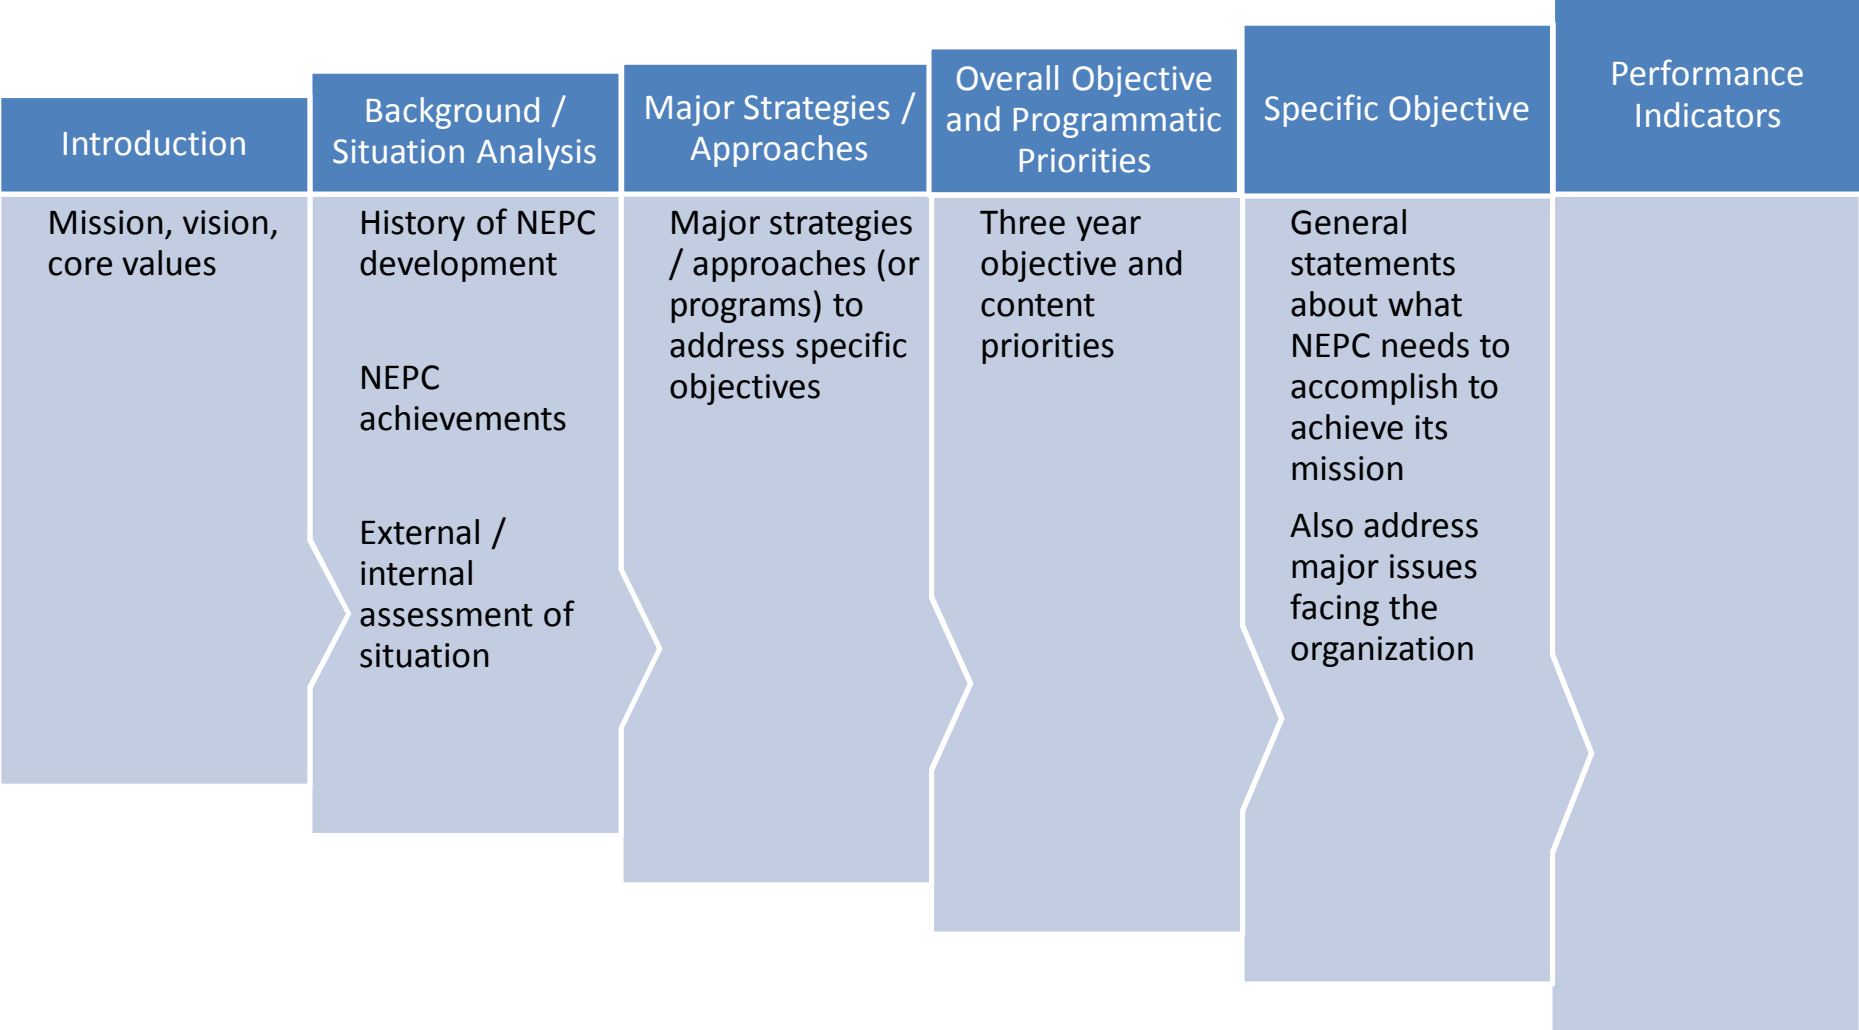 Introduction
Mission, vision,
core values
Background /
Situation Analysis
History of NEPC
development
NEPC
achievements
External /
internal
assessment of
situation
Major Strategies /
Approaches
Major strategies
/ approaches (or
programs) to
address specific
objectives
Overall Objective
and Programmatic
Priorities
Three year
objective and
content
priorities
Specific Objective
General
statements
about what
NEPC needs to
accomplish to
achieve its
mission
Also address
major issues
facing the
organization
Performance
Indicators